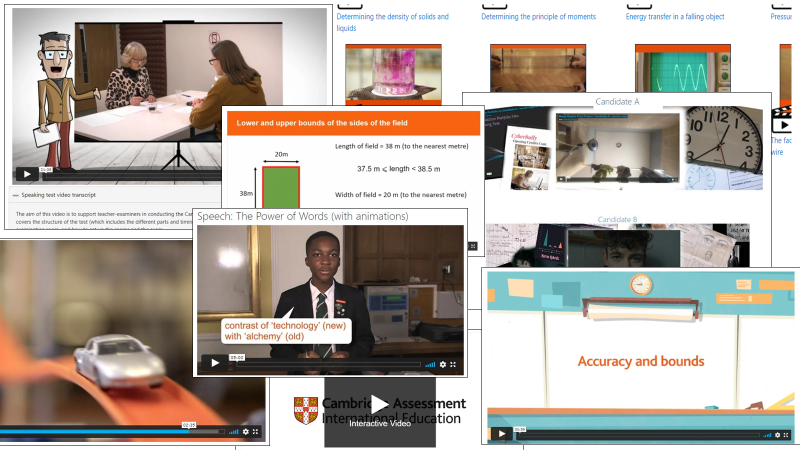 Determining the density of solids and
liquids
Determining the principle of moments
Energy transfer in a falling object
Pressur
The fac
wire
Speaking test video transcript
The aim of this video is to support teacher-examiners in conducting the Ca
covers the structure of the test (which includes the different parts and timin
Lower and upper bounds of the sides of the field
Length of field = 38 m (to the nearest metre)
20m
37.5 m ⩽ length < 38.5 m
38m
Width of field = 20 m (to the nearest metre)
Candidate A
Cyberbully
Candidate B
Speech: The Power of Words (with animations)
contrast of 'technology' (new)
with 'alchemy' (old)
Accuracy and bounds
Cambridge Assessment
International Education
Interactive Video